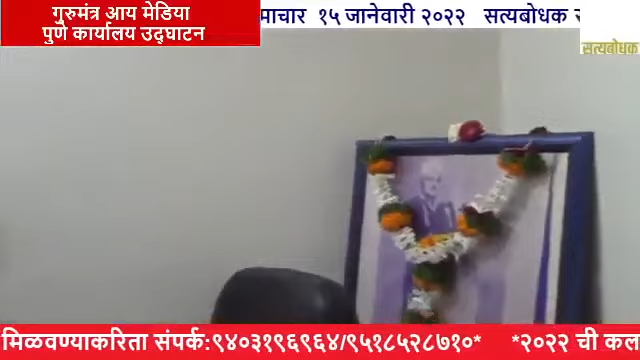 गुरुमंत्र आय मेडिया
पुणे कार्यालय उद्घाटन
माचार १५ जानेवारी २०२२ सत्यबोधक
सत्यबोधक
मिळवण्याकरिता संपर्क:९४०३१९६९६४/९५१८५२८७१०* *२०२२ ची कल